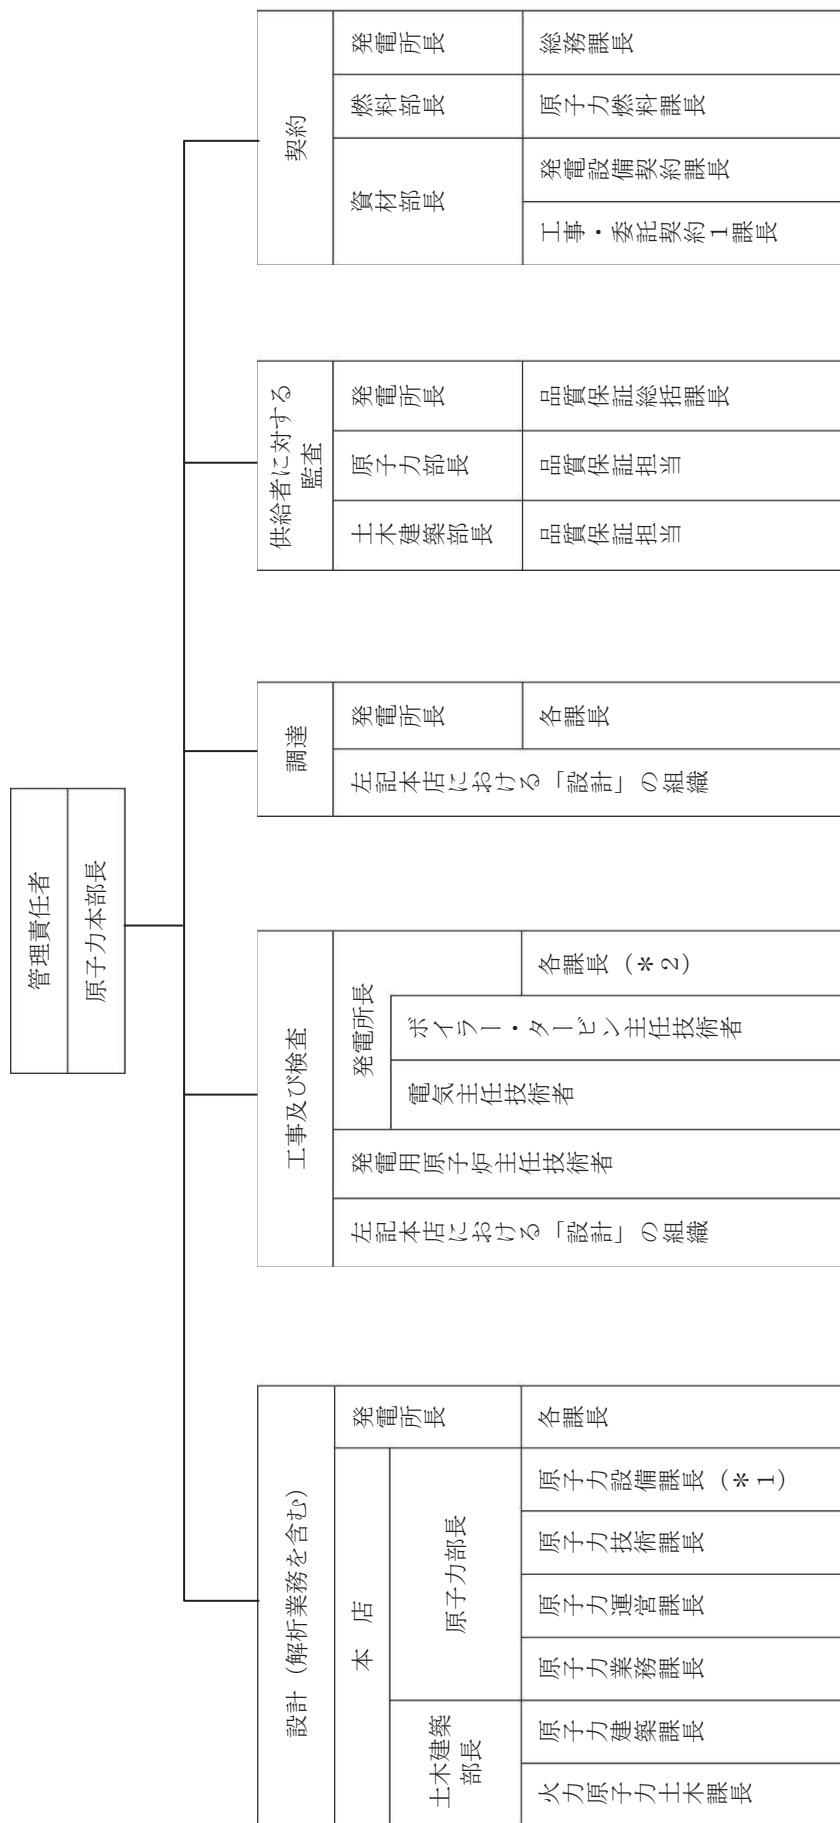 管理責任者
原子力本部長
設計（解析業務を含む）
本　店
土木建築
部長
火力原子力土木課長
原子力建築課長
原子力部長
原子力業務課長
原子力運営課長
原子力技術課長
原子力設備課長（＊１）
発電所長
各課長
工事及び検査
左記本店における「設計」の組織
発電用原子炉主任技術者
発電所長
電気主任技術者
ボイラー・タービン主任技術者
各課長（＊２）
調達
左記本店における「設計」の組織
発電所長
各課長
供給者に対する
監査
土木建築部長
品質保証担当
原子力部長
品質保証担当
発電所長
品質保証総括課長
契約
資材部長
工事・委託契約１課長
発電設備契約課長
燃料部長
原子力燃料課長
発電所長
総務課長